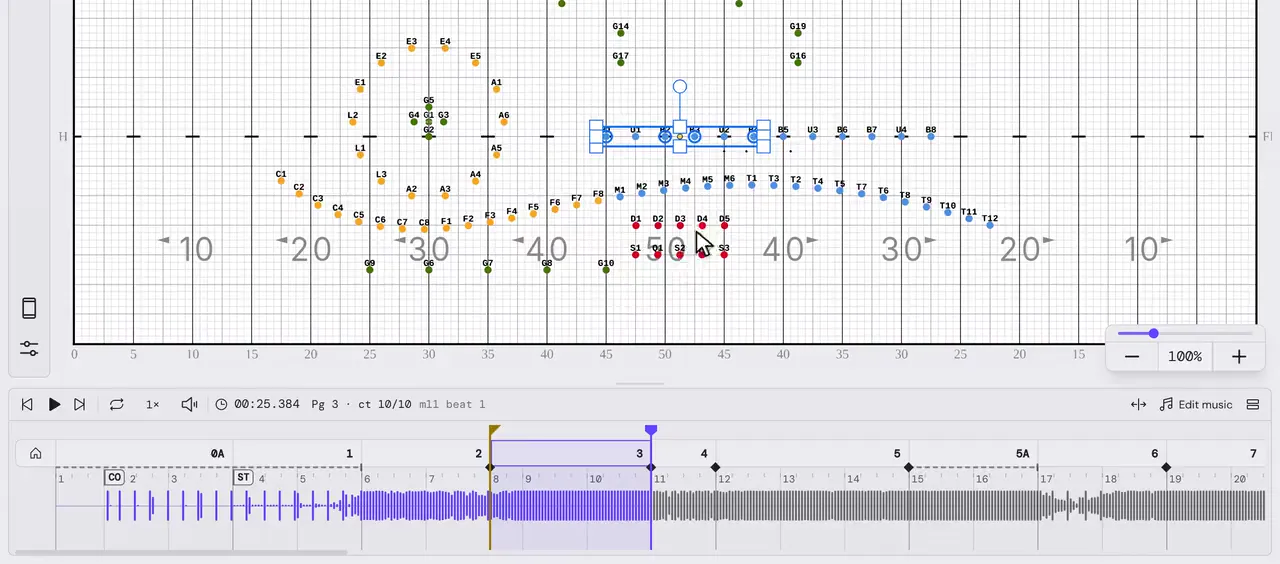 G14 G19
E3 E4
G17 G16
E2 E5
E1 A1
G5
L2 G4 G1 G3 A6
G2
H U1 U2 B5 U3 B6 B7 U4 B8
L1 A5
C1 L3 A4 M1 M2 M3 M4 M5 M6 T1 T3 T2 T4 T5 T7 T6 T8 T9 T10 T11 T12
C2 C3 C4 C5 C6 C7 C8 A2 A3 F1 F2 F3 F4 F5 F6 F7 F8
D1 D2 D3 D4 D5
10 20 30 40 50 40 30 20 10
S1 S2 S3
G9 G6 G7 G8 G10
0 5 10 15 20 25 30 35 40 45 50 45 40 35 30 25 20 15
100%
1× 00:25.384 Pg 3 · ct 10/10 m11 beat 1 Edit music
0A 1 2 3 4 5 5A 6 7
1 CO 2 3 ST 4 5 6 7 8 9 10 11 12 13 14 15 16 17 18 19 20